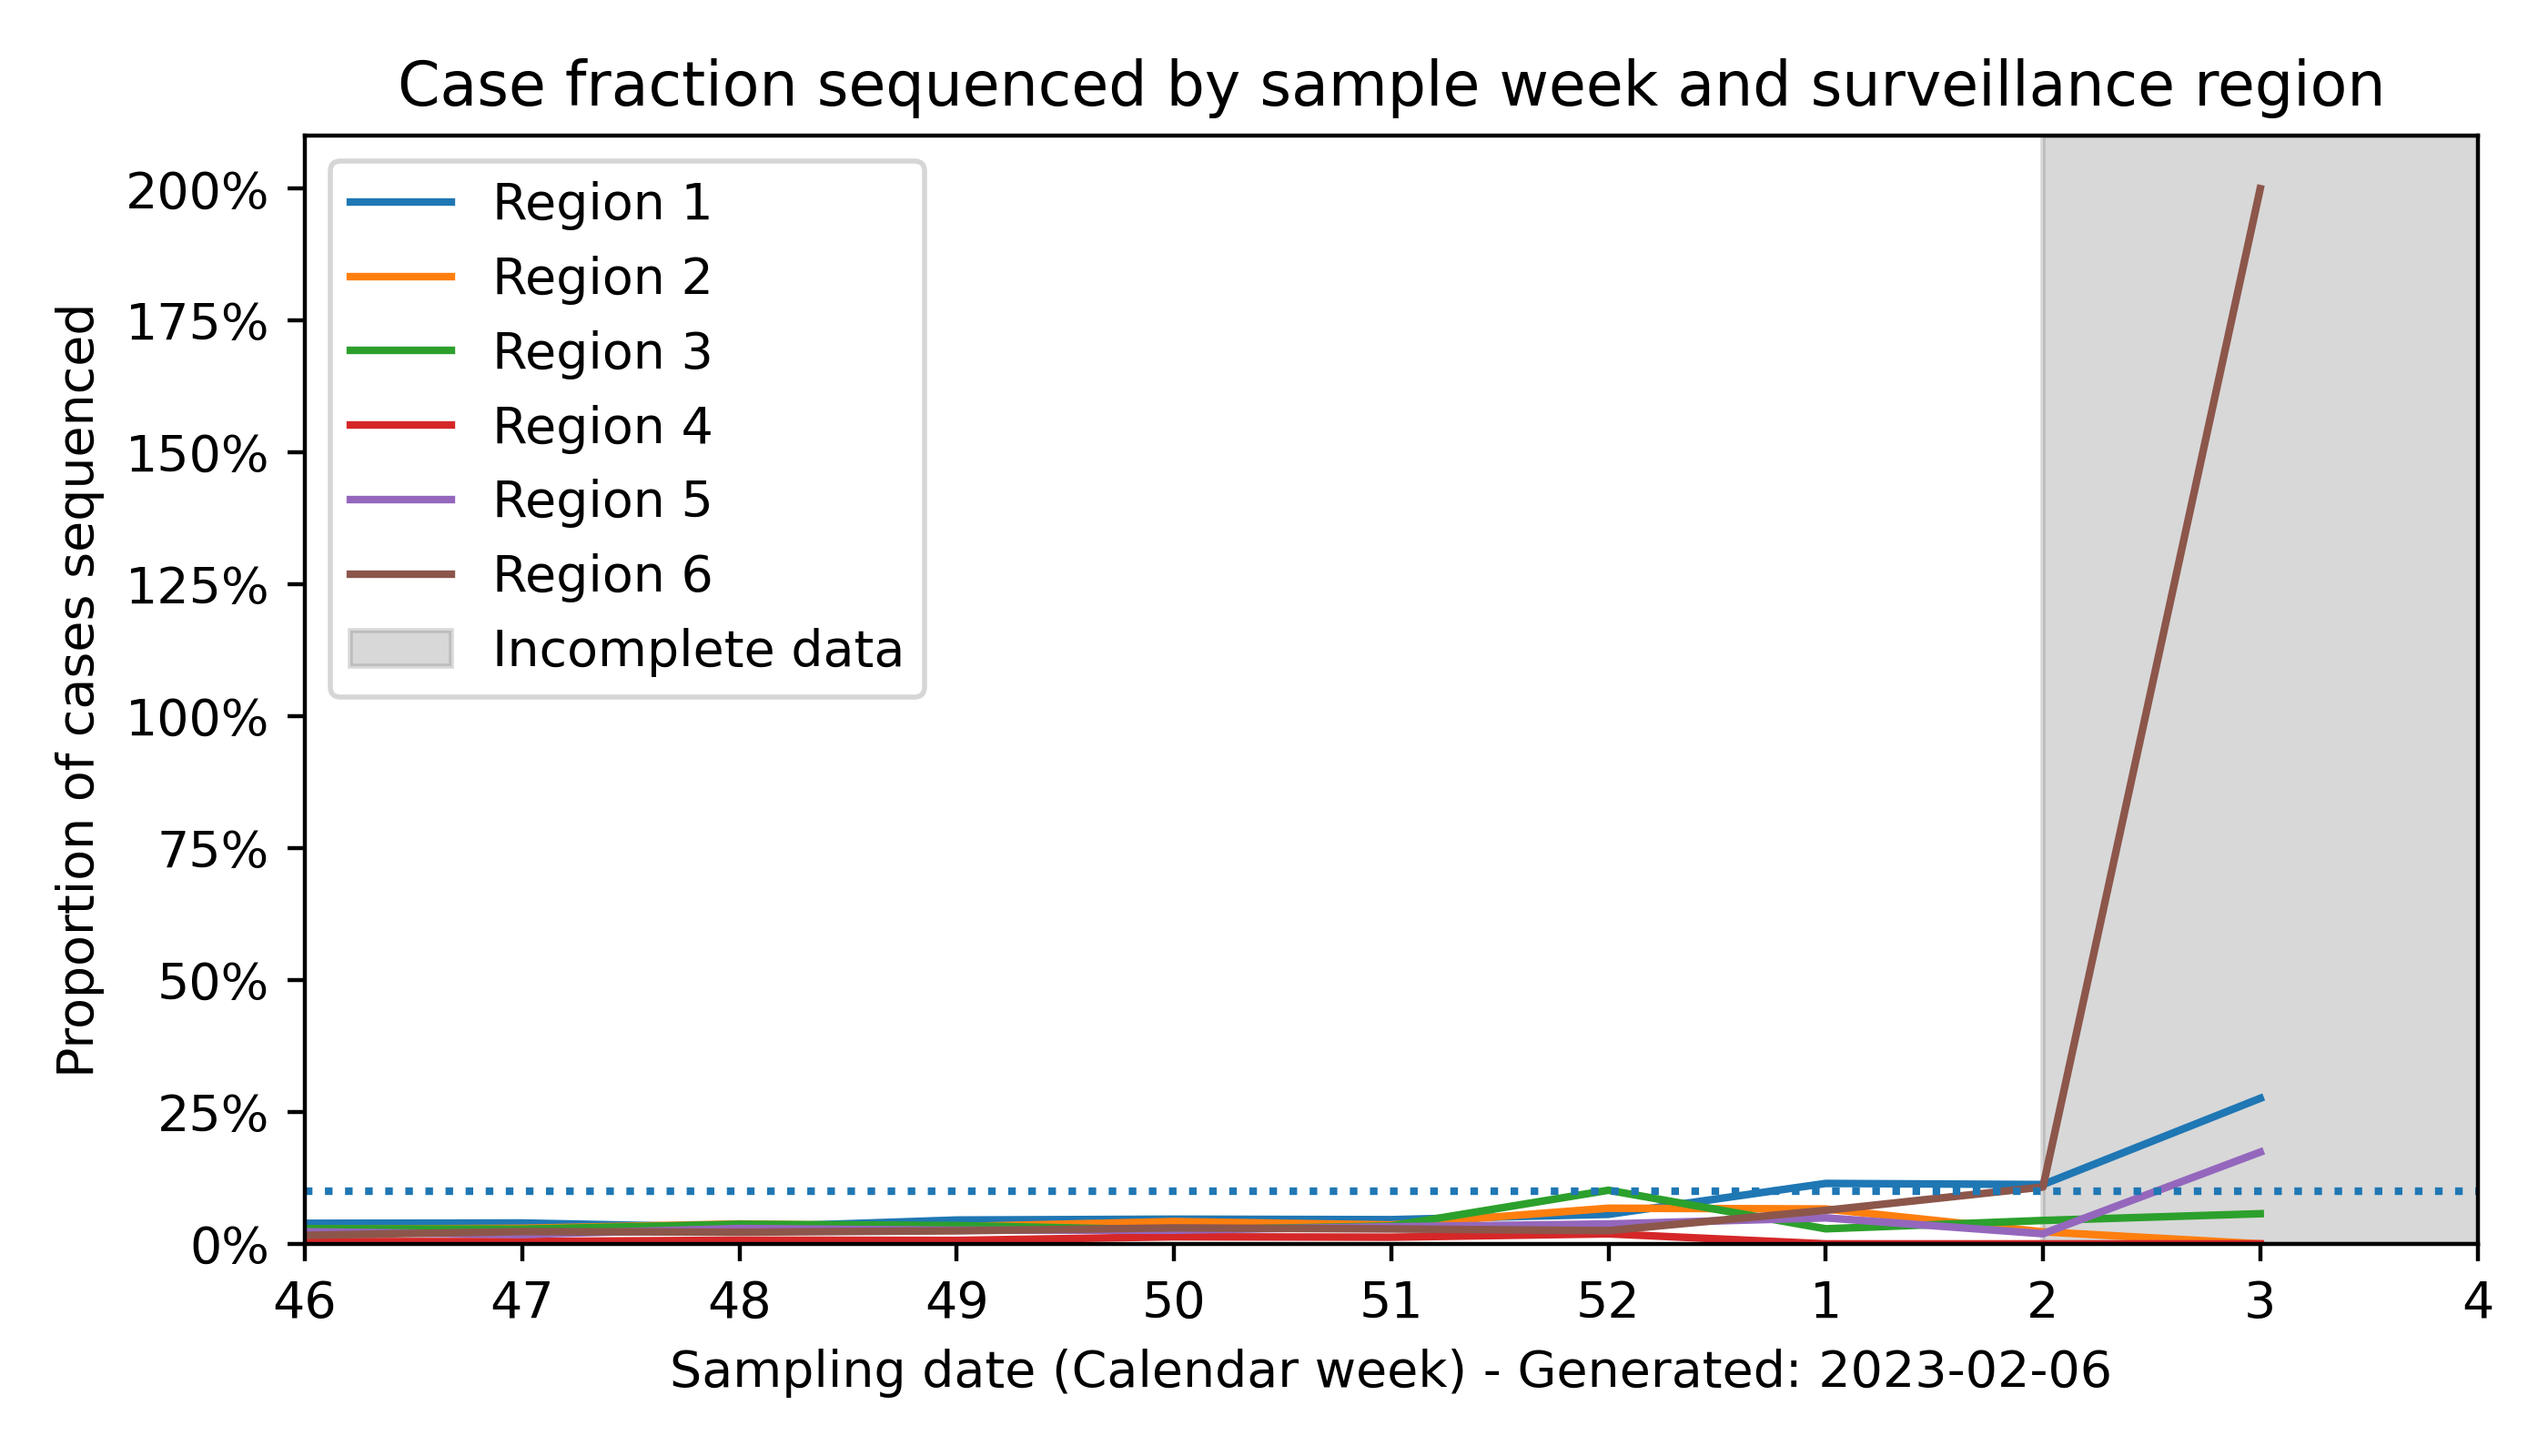 Case fraction sequenced by sample week and surveillance region
Proportion of cases sequenced
200%
175%
150%
125%
100%
75%
50%
25%
0%
Region 1
Region 2
Region 3
Region 4
Region 5
Region 6
Incomplete data
46 47 48 49 50 51 52 1 2 3 4
Sampling date (Calendar week) - Generated: 2023-02-06